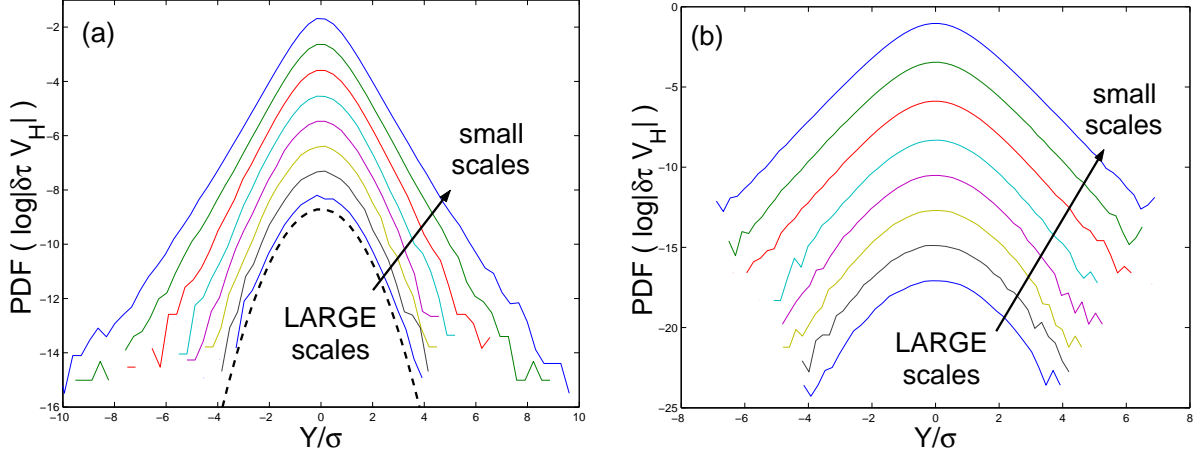 (a)
PDF ( log|δτ V_H| )
−2
−4
−6
−8
−10
−12
−14
−16
small
scales
LARGE
scales
−10 −8 −6 −4 −2 0 2 4 6 8 10
Y/σ
(b)
PDF ( log|δτ V_H| )
0
−5
−10
−15
−20
−25
small
scales
LARGE
scales
−8 −6 −4 −2 0 2 4 6 8
Y/σ